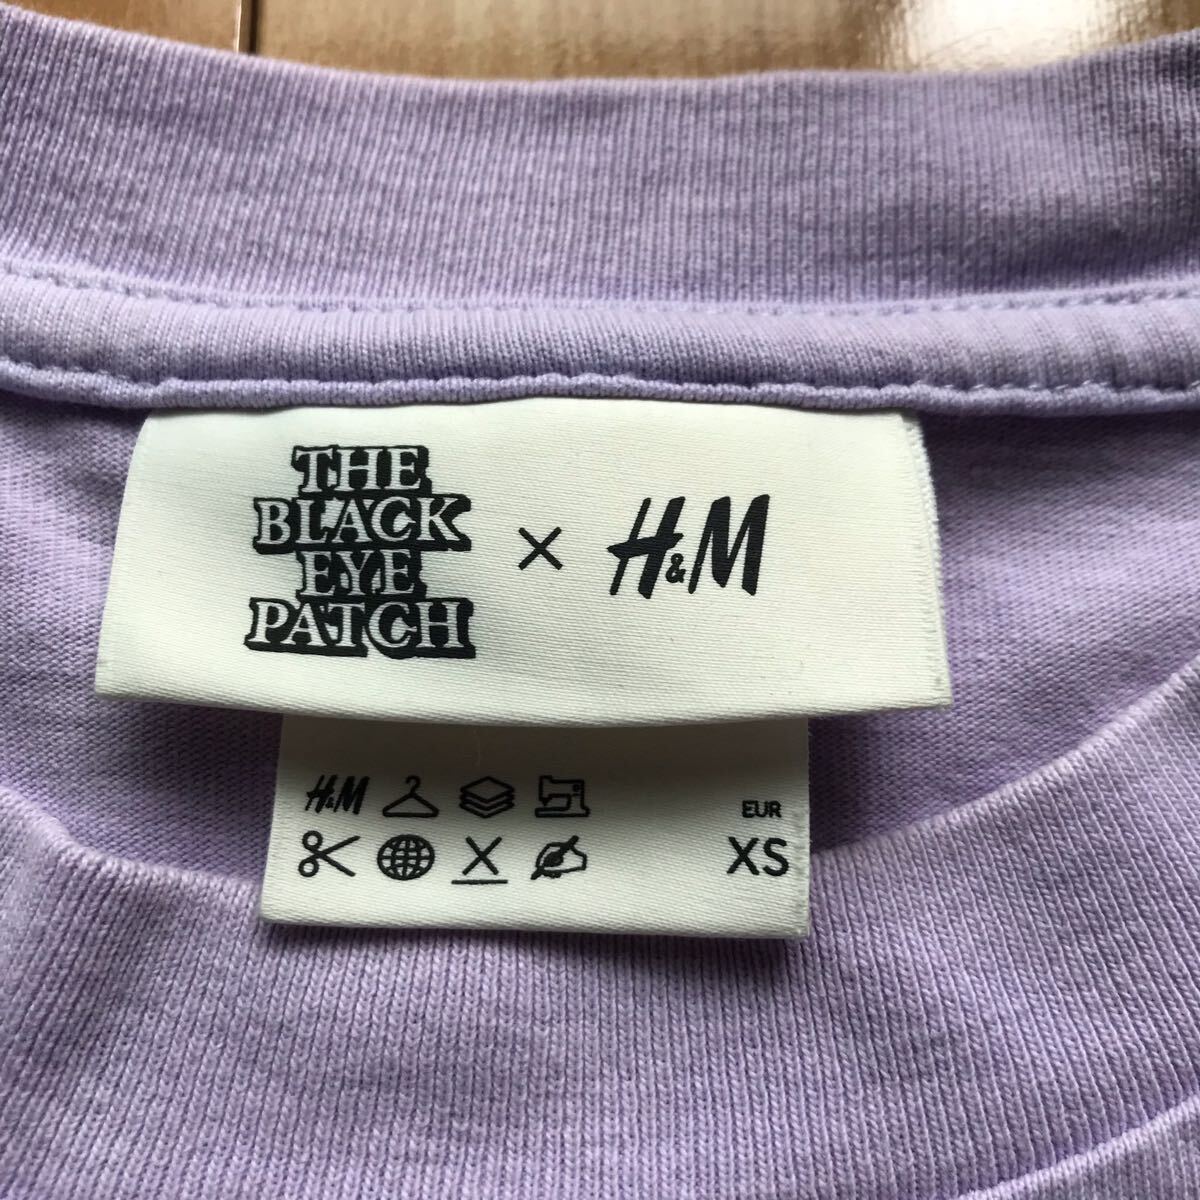 THE
BLACK
EYE
PATCH
× H&M
H&M
EUR
XS